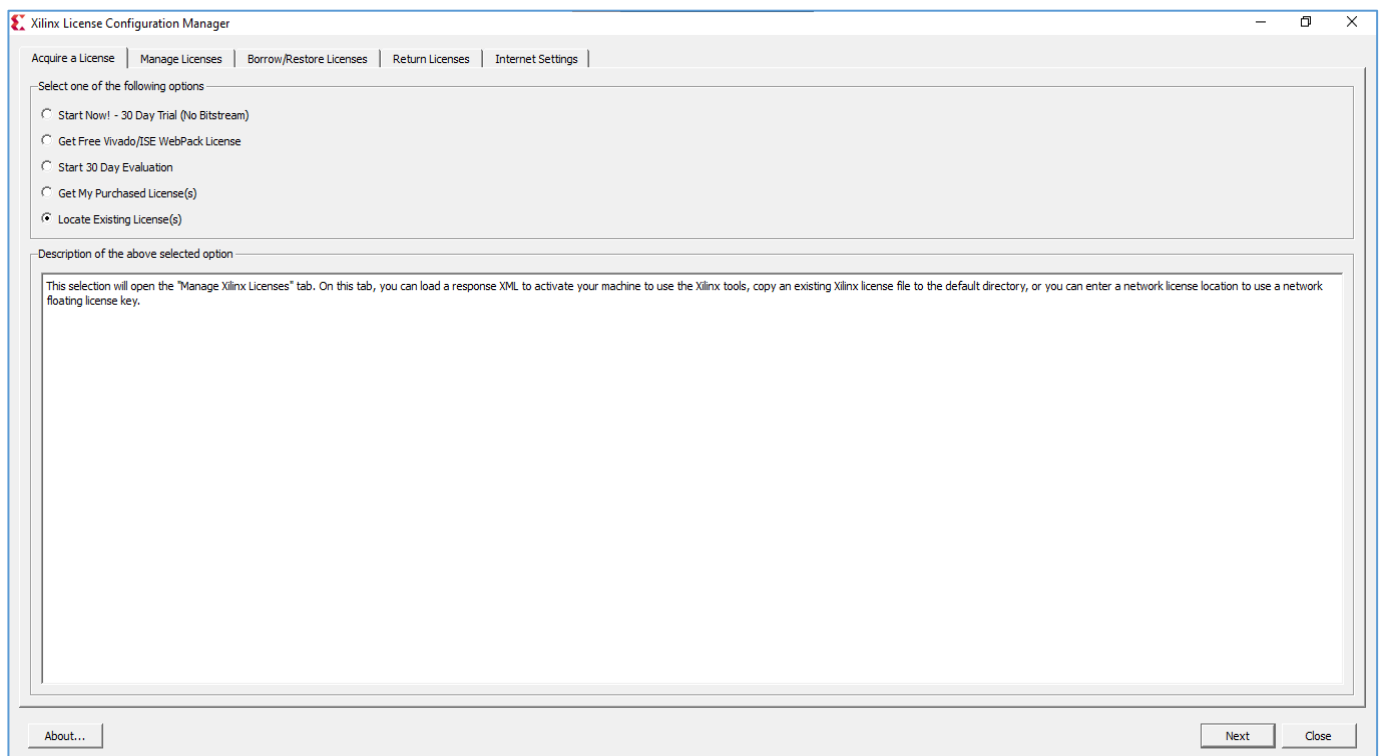 Xilinx License Configuration Manager
Acquire a License
Manage Licenses
Borrow/Restore Licenses
Return Licenses
Internet Settings
Select one of the following options
Start Now! - 30 Day Trial (No Bitstream)
Get Free Vivado/ISE WebPack License
Start 30 Day Evaluation
Get My Purchased License(s)
Locate Existing License(s)
Description of the above selected option
This selection will open the "Manage Xilinx Licenses" tab. On this tab, you can load a response XML to activate your machine to use the Xilinx tools, copy an existing Xilinx license file to the default directory, or you can enter a network license location to use a network
floating license key.
About...
Next
Close